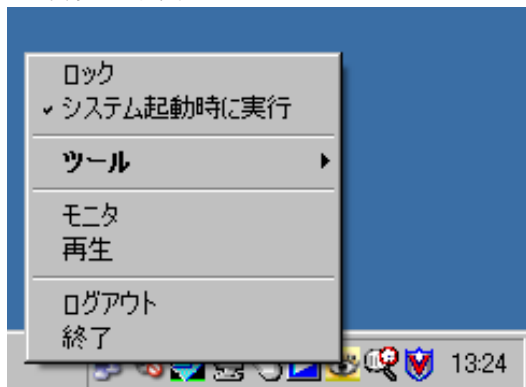 ロック
システム起動時に実行
ツール
モニタ
再生
ログアウト
終了
13:24